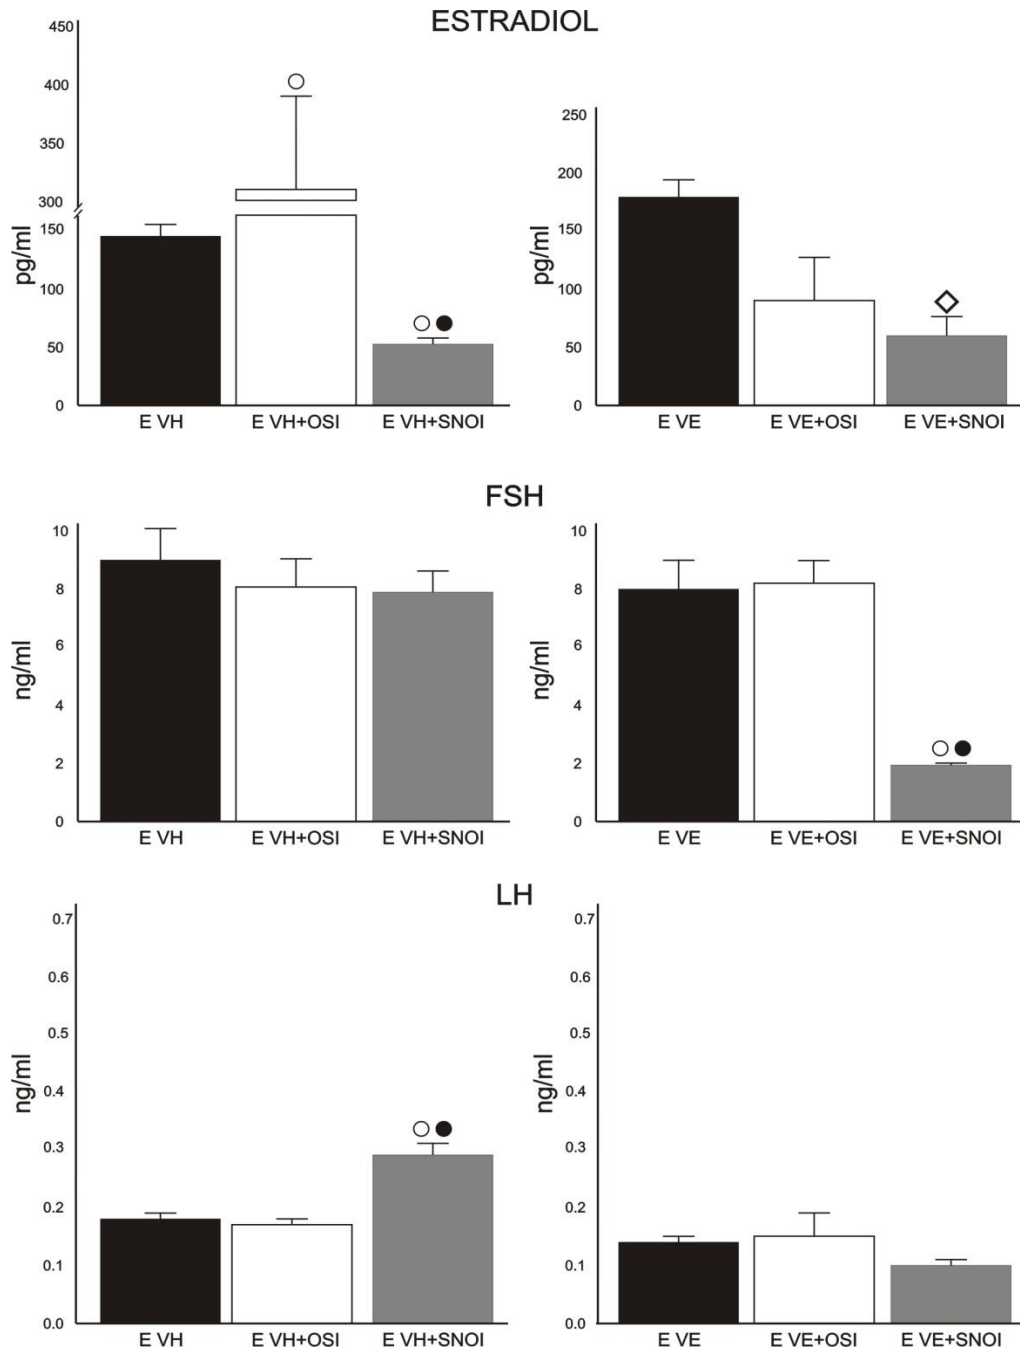 ESTRADIOL
450
400
350
300
150
100
50
0
pg/ml
E VH
E VH+OSI
E VH+SNOI
250
200
150
100
50
0
pg/ml
E VE
E VE+OSI
E VE+SNOI
FSH
10
8
6
4
2
0
ng/ml
E VH
E VH+OSI
E VH+SNOI
10
8
6
4
2
0
ng/ml
E VE
E VE+OSI
E VE+SNOI
LH
0.7
0.6
0.5
0.4
0.3
0.2
0.1
0.0
ng/ml
E VH
E VH+OSI
E VH+SNOI
0.7
0.6
0.5
0.4
0.3
0.2
0.1
0.0
ng/ml
E VE
E VE+OSI
E VE+SNOI